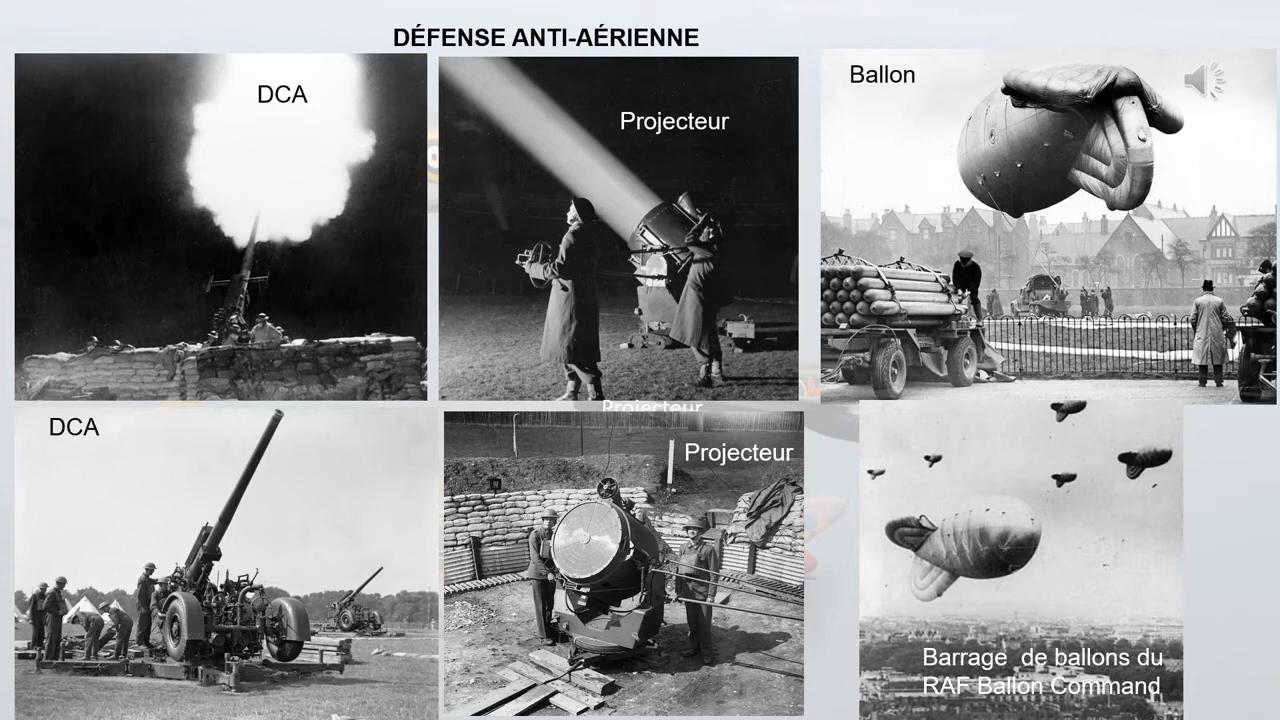 DÉFENSE ANTI-AÉRIENNE
DCA
Projecteur
Ballon
DCA
Projecteur
Projecteur
Barrage  de ballons du
RAF Ballon Command